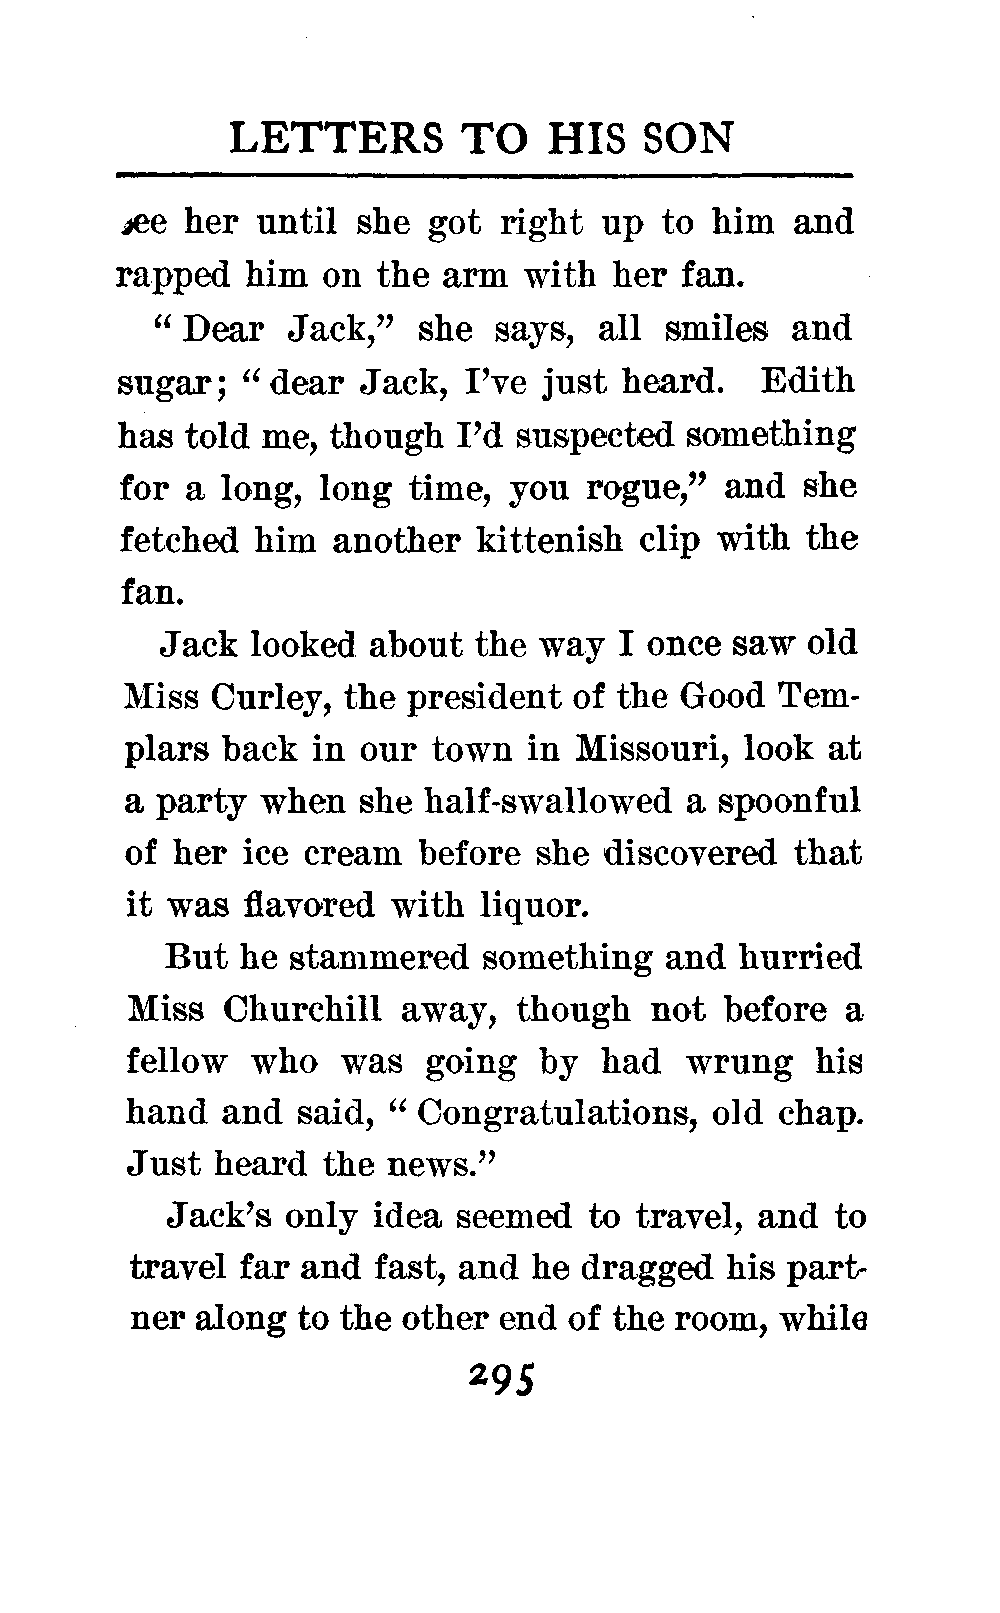 LETTERS TO HIS SON
see her until she got right up to him and
rapped him on the arm with her fan.
“ Dear Jack,” she says, all smiles and
sugar; “ dear Jack, I’ve just heard. Edith
has told me, though I’d suspected something
for a long, long time, you rogue,” and she
fetched him another kittenish clip with the
fan.
Jack looked about the way I once saw old
Miss Curley, the president of the Good Tem-
plars back in our town in Missouri, look at
a party when she half-swallowed a spoonful
of her ice cream before she discovered that
it was flavored with liquor.
But he stammered something and hurried
Miss Churchill away, though not before a
fellow who was going by had wrung his
hand and said, “ Congratulations, old chap.
Just heard the news.”
Jack’s only idea seemed to travel, and to
travel far and fast, and he dragged his part-
ner along to the other end of the room, while
295